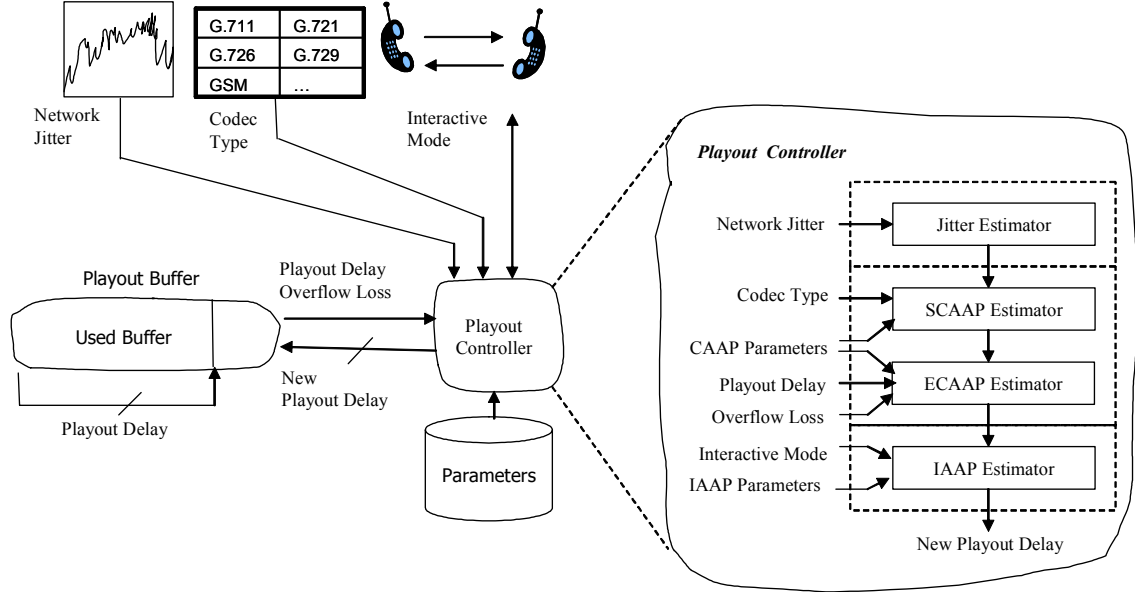 G.711 G.721
G.726 G.729
GSM ...
Network
Jitter
Codec
Type
Interactive
Mode
Playout Buffer
Used Buffer
Playout Delay
Playout Delay
Overflow Loss
New
Playout Delay
Playout
Controller
Parameters
Playout Controller
Network Jitter
Jitter Estimator
Codec Type
SCAAP Estimator
CAAP Parameters
Playout Delay
ECAAP Estimator
Overflow Loss
Interactive Mode
IAAP Estimator
IAAP Parameters
New Playout Delay